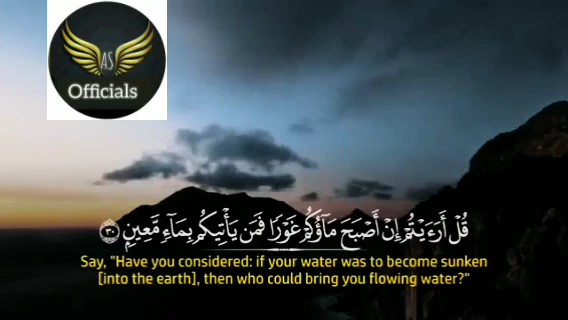 AS
Officials
قُلْ أَرَءَيْتُمْ إِنْ أَصْبَحَ مَآؤُكُمْ غَوْرًا فَمَن يَأْتِيكُم بِمَآءٍ مَّعِينٍۭ ٣٠
Say, "Have you considered: if your water was to become sunken
[into the earth], then who could bring you flowing water?"